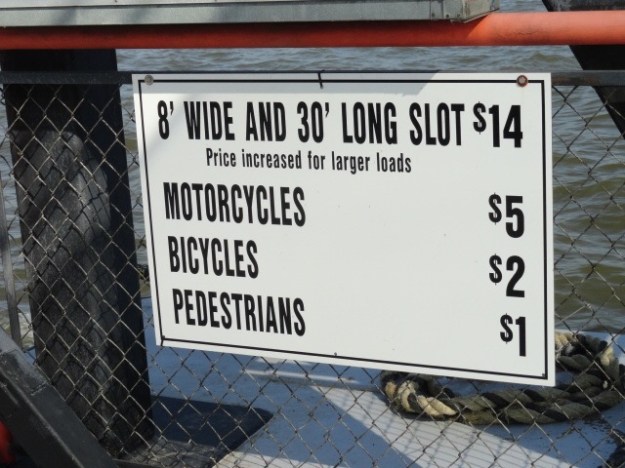 8' WIDE AND 30' LONG SLOT $14
Price increased for larger loads
MOTORCYCLES $5
BICYCLES $2
PEDESTRIANS $1